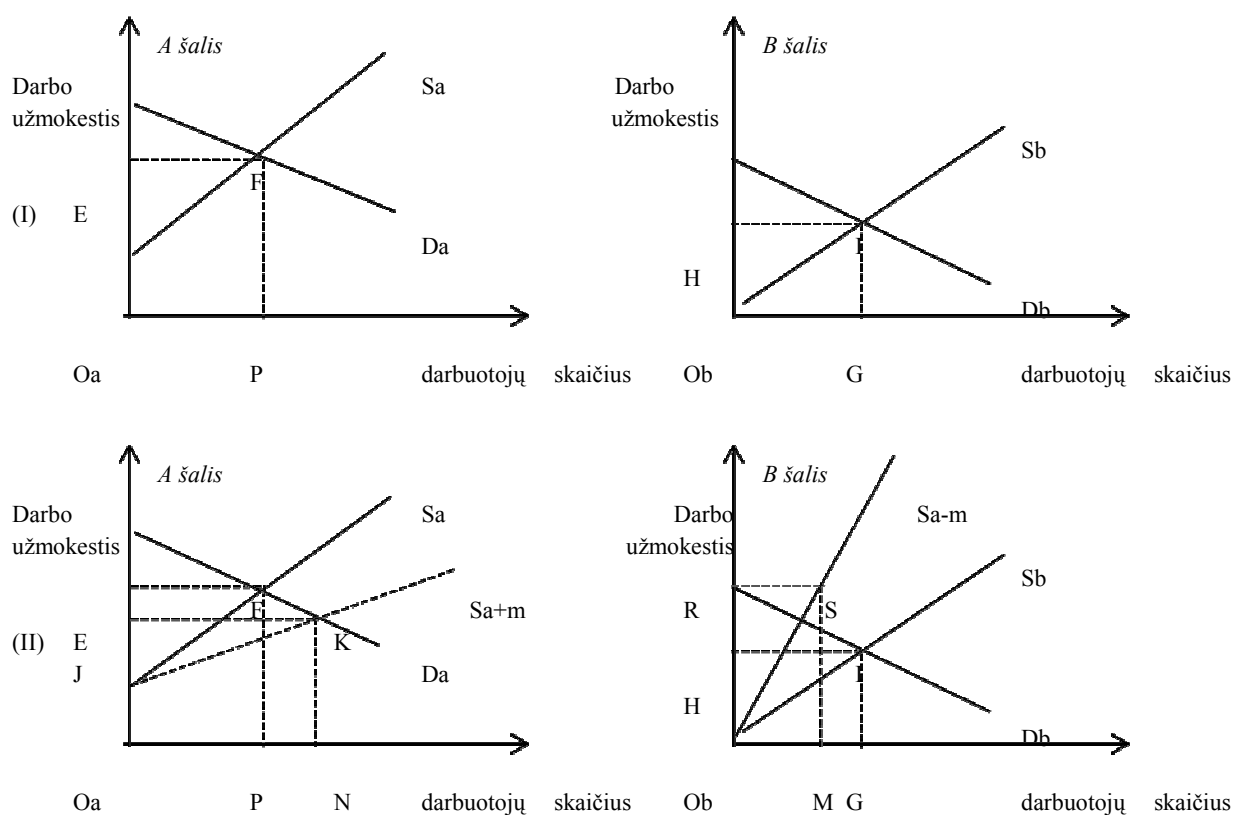 A šalis B šalis
Darbo Sa Darbo
užmokestis užmokestis
Sb
F
(I) E I
Da
H
Db
Oa P darbuotojų skaičius Ob G darbuotojų skaičius
A šalis B šalis
Darbo Sa Darbo Sa-m
užmokestis užmokestis
Sb
F Sa+m R S
(II) E K I
J Da
H
Db
Oa P N darbuotojų skaičius Ob M G darbuotojų skaičius